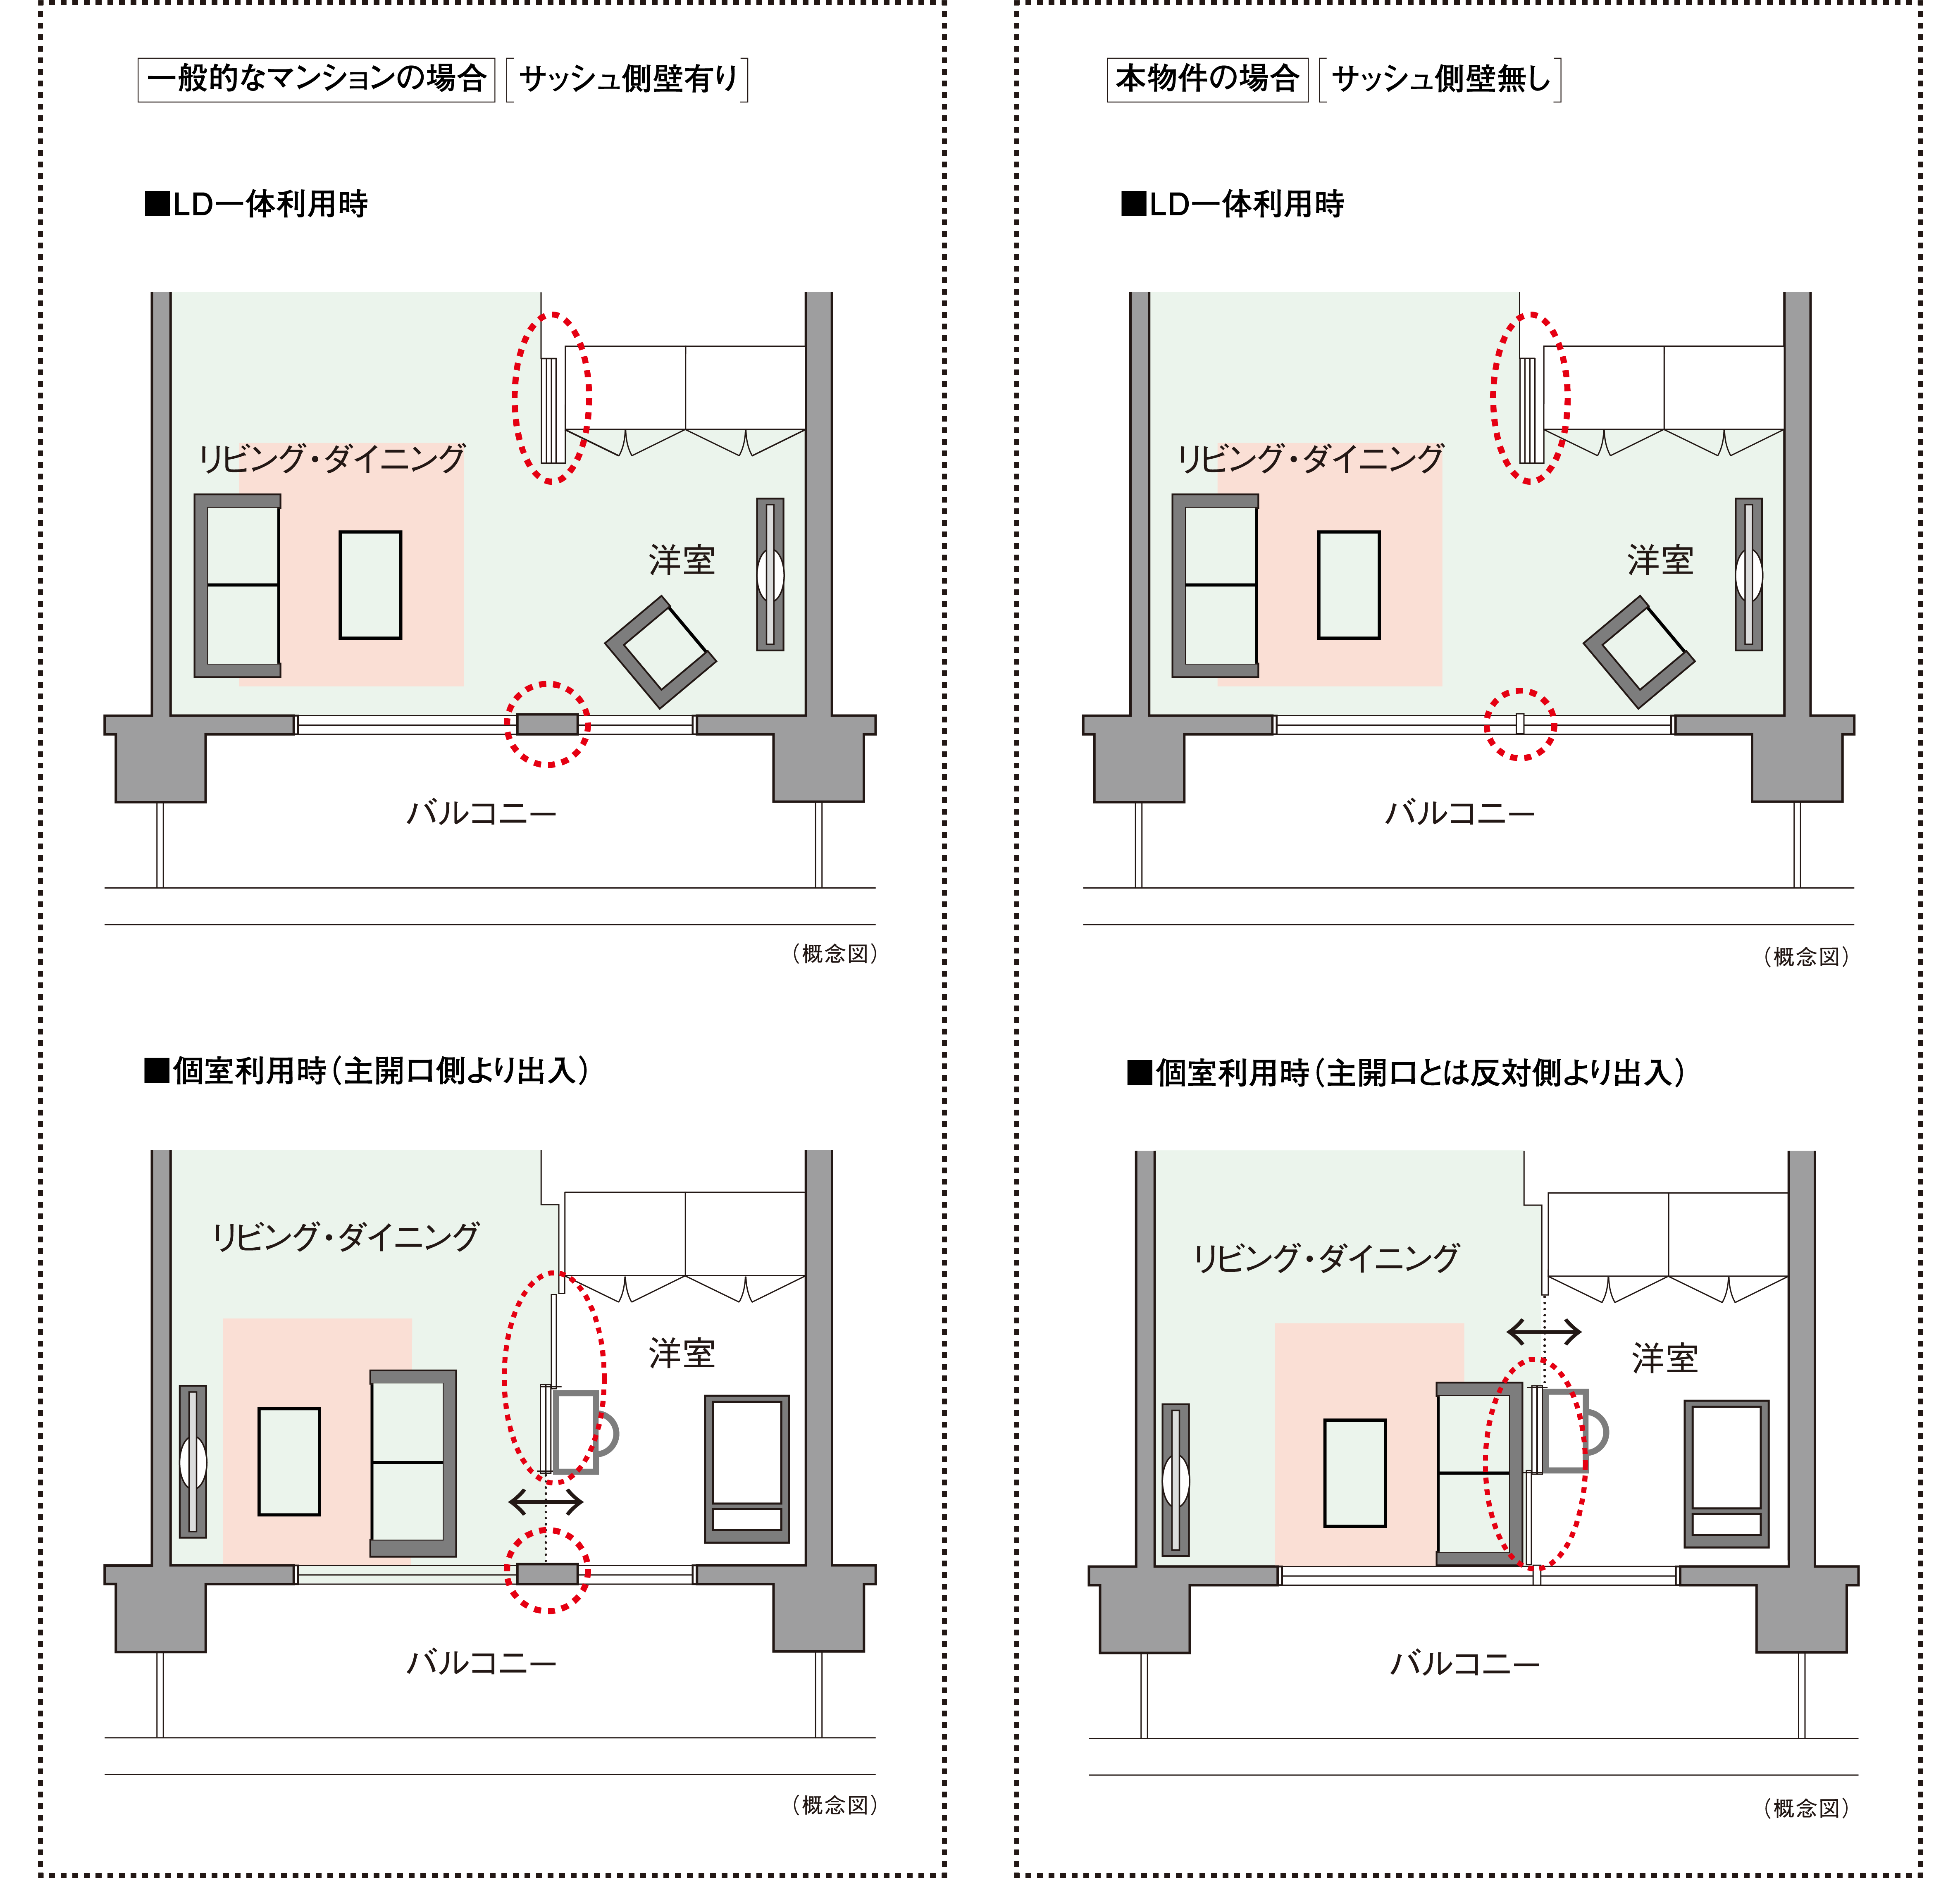 一般的なマンションの場合 [サッシュ側壁有り]
■LD一体利用時
リビング・ダイニング
洋室
バルコニー
(概念図)
■個室利用時(主開口側より出入)
リビング・ダイニング
洋室
バルコニー
(概念図)
本物件の場合 [サッシュ側壁無し]
■LD一体利用時
リビング・ダイニング
洋室
バルコニー
(概念図)
■個室利用時(主開口とは反対側より出入)
リビング・ダイニング
洋室
バルコニー
(概念図)